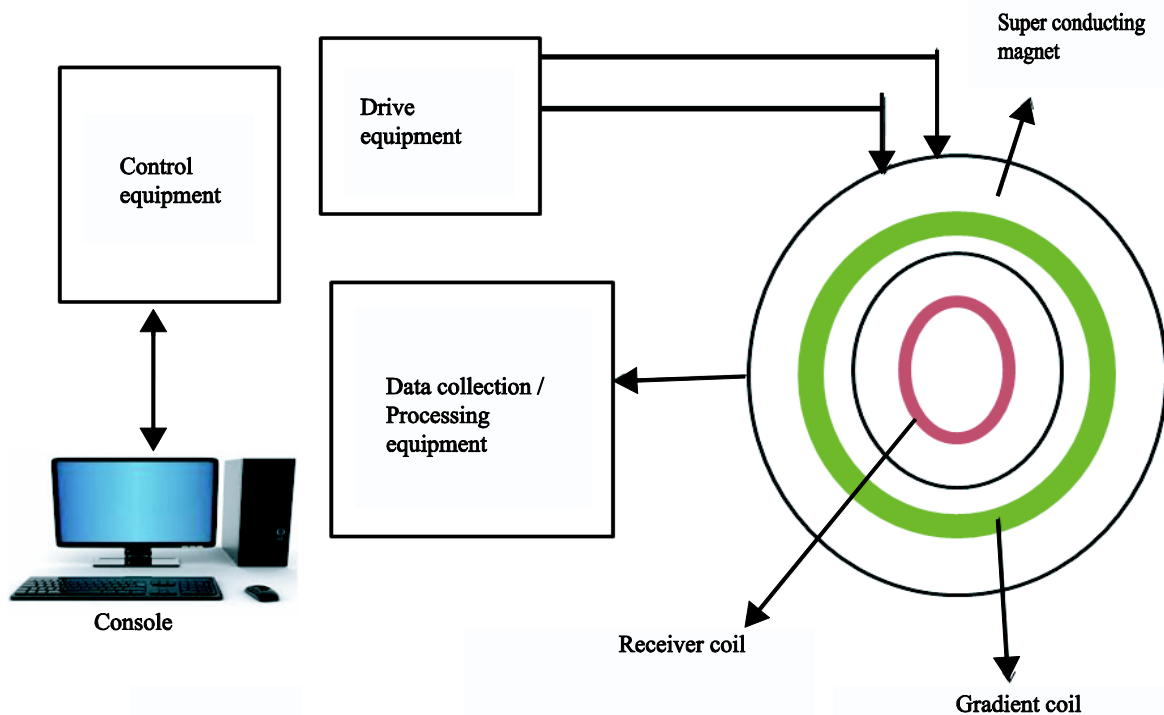 Super conducting
magnet
Drive
equipment
Control
equipment
Data collection /
Processing
equipment
Console
Receiver coil
Gradient coil